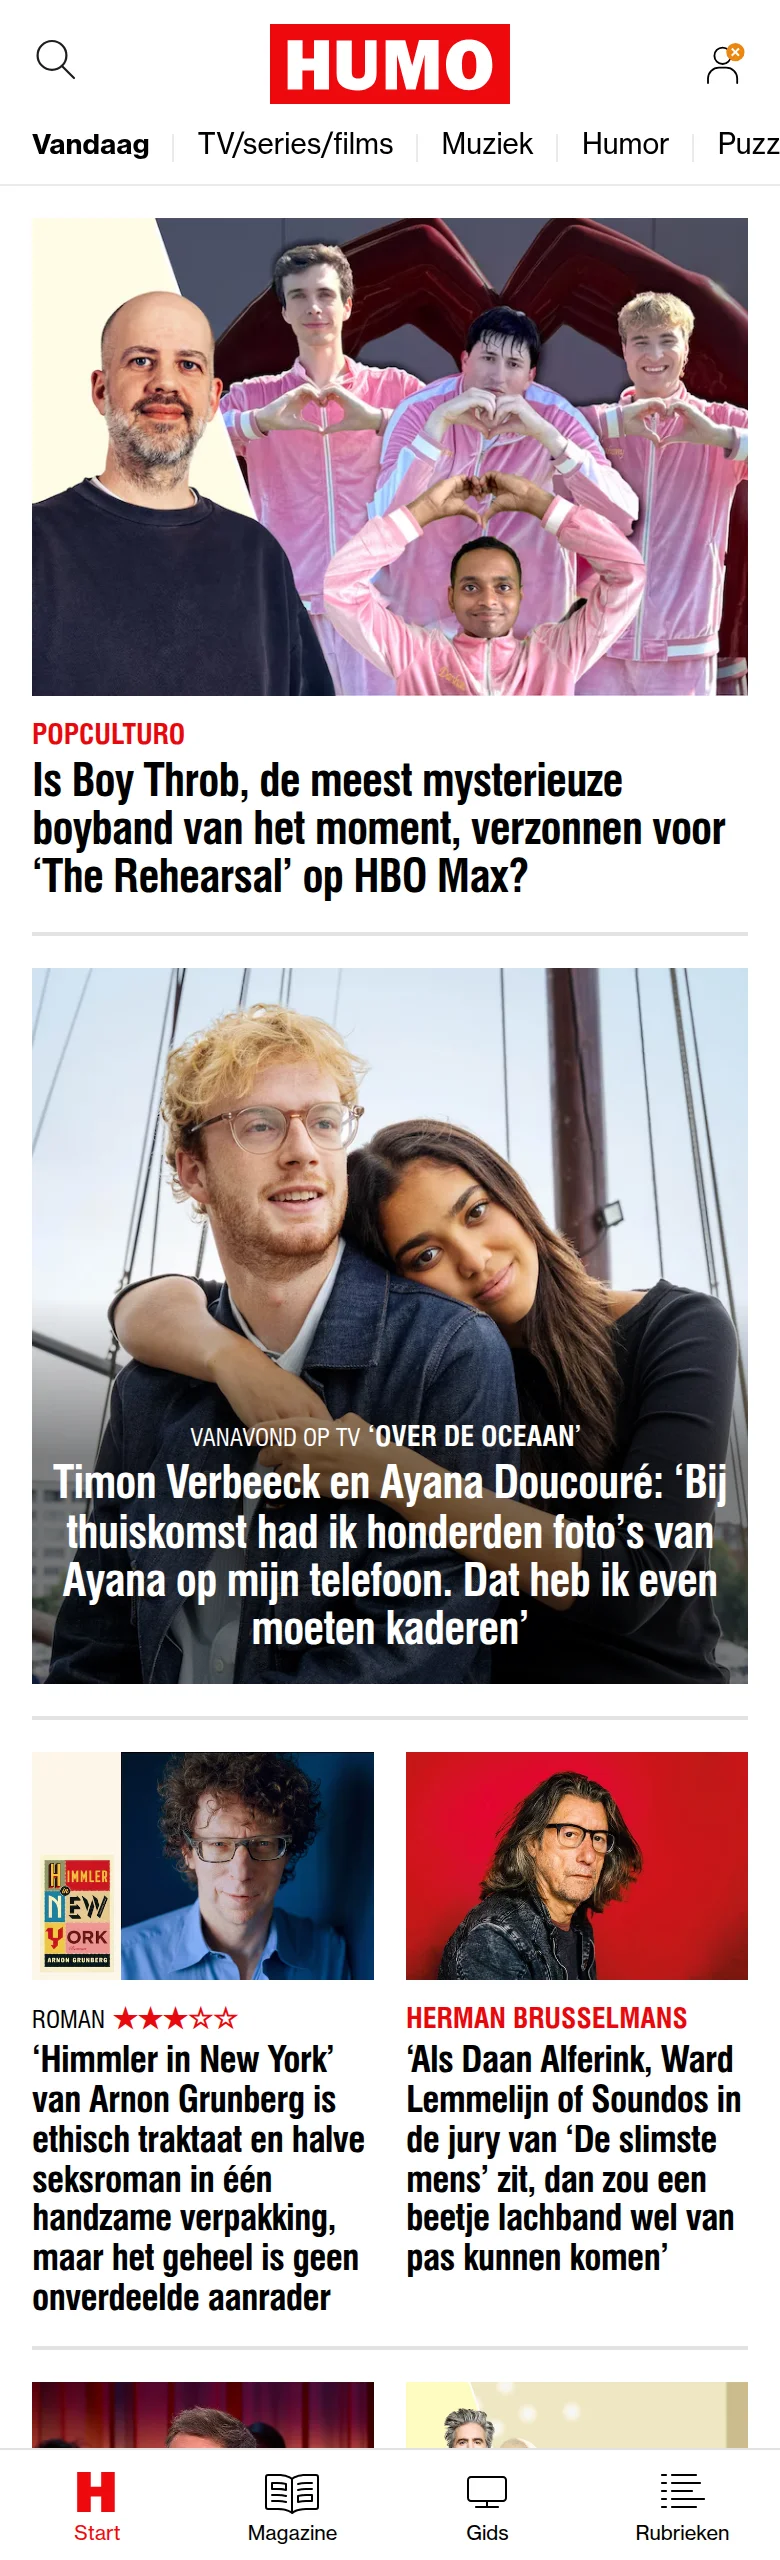 HUMO
Vandaag
TV/series/films
Muziek
Humor
Puzz
POPCULTURO
Is Boy Throb, de meest mysterieuze
boyband van het moment, verzonnen voor
‘The Rehearsal’ op HBO Max?
VANAVOND OP TV ‘OVER DE OCEAAN’
Timon Verbeeck en Ayana Doucouré: ‘Bij
thuiskomst had ik honderden foto’s van
Ayana op mijn telefoon. Dat heb ik even
moeten kaderen’
HIMMLER
IN
NEW
YORK
ARNON GRUNBERG
ROMAN ★★★☆☆
‘Himmler in New York’
van Arnon Grunberg is
ethisch traktaat en halve
seksroman in één
handzame verpakking,
maar het geheel is geen
onverdeelde aanrader
HERMAN BRUSSELMANS
‘Als Daan Alferink, Ward
Lemmelijn of Soundos in
de jury van ‘De slimste
mens’ zit, dan zou een
beetje lachband wel van
pas kunnen komen’
H
Start
Magazine
Gids
Rubrieken